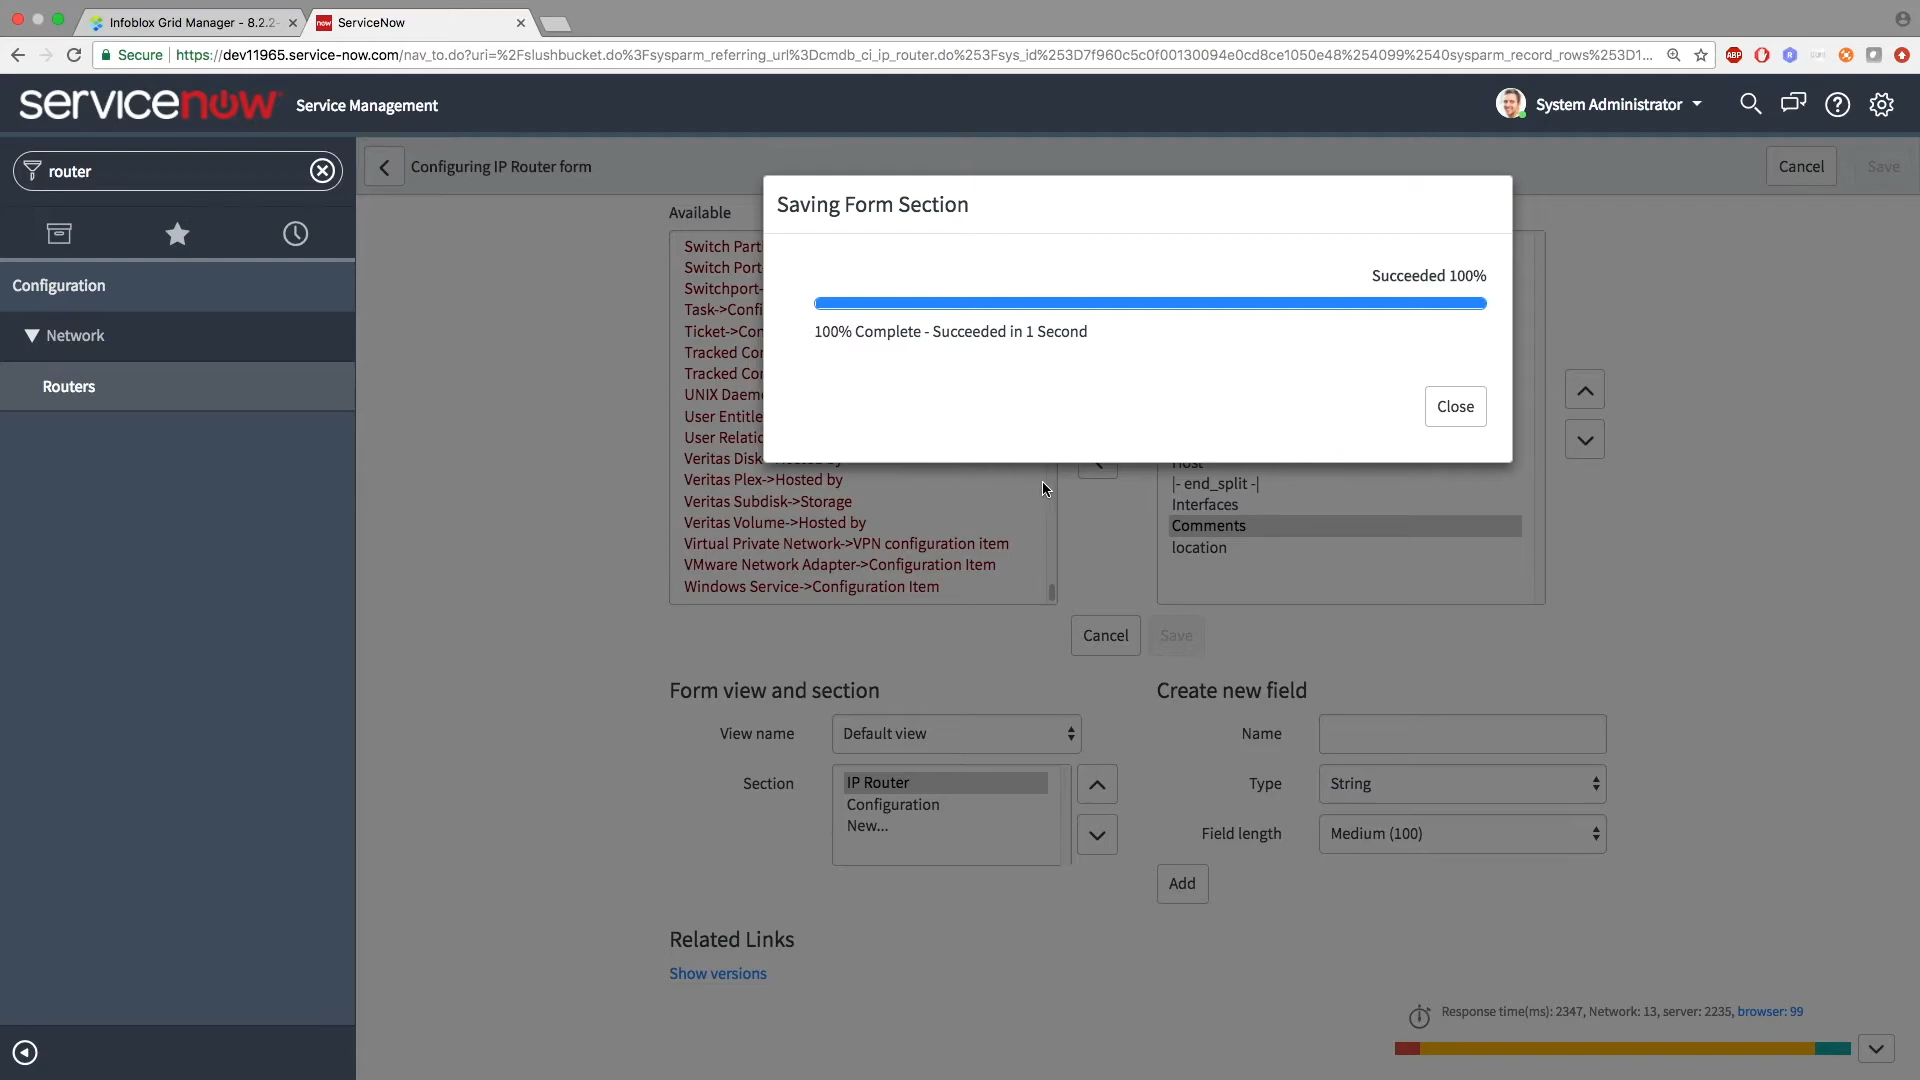 Infoblox Grid Manager - 8.2.2-
ServiceNow
Secure
https://dev11965.service-now.com/nav_to.do?uri=%2Fslushbucket.do%3Fsysparm_referring_url%3Dcmdb_ci_ip_router.do%253Fsys_id%253D7f960c5c0f00130094e0cd8ce1050e48%254099%2540sysparm_record_rows%253D1...
servicenow
Service Management
System Administrator
router
Configuring IP Router form
Cancel
Save
Configuration
Network
Routers
Available
Switch Parti
Switch Port
Switchport-
Task->Confi
Ticket->Con
Tracked Co
Tracked Co
UNIX Daem
User Entitle
User Relati
Veritas Disk->Hosted by
Veritas Plex->Hosted by
Veritas Subdisk->Storage
Veritas Volume->Hosted by
Virtual Private Network->VPN configuration item
VMware Network Adapter->Configuration Item
Windows Service->Configuration Item
Saving Form Section
Succeeded 100%
100% Complete - Succeeded in 1 Second
Close
Host
|- end_split -|
Interfaces
Comments
location
Cancel
Save
Form view and section
View name
Default view
Section
IP Router
Configuration
New...
Create new field
Name
Type
String
Field length
Medium (100)
Add
Related Links
Show versions
Response time(ms): 2347, Network: 13, server: 2235, browser: 99